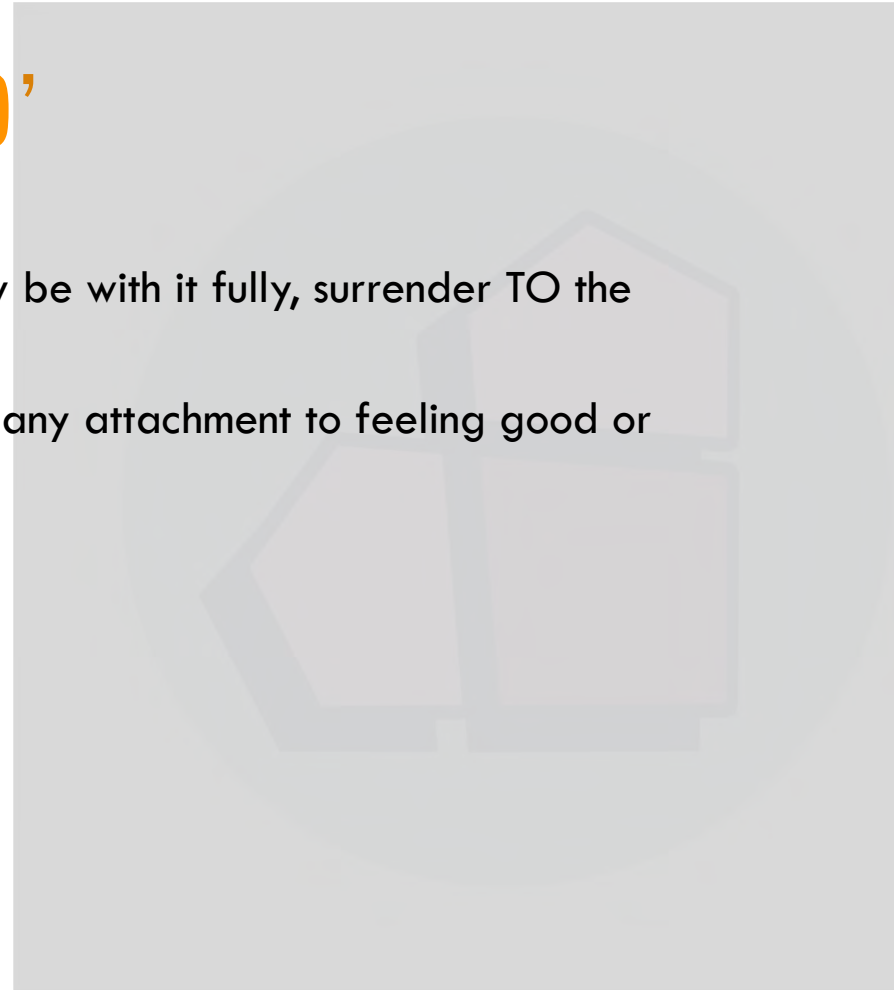 ’
be with it fully, surrender TO the
any attachment to feeling good or